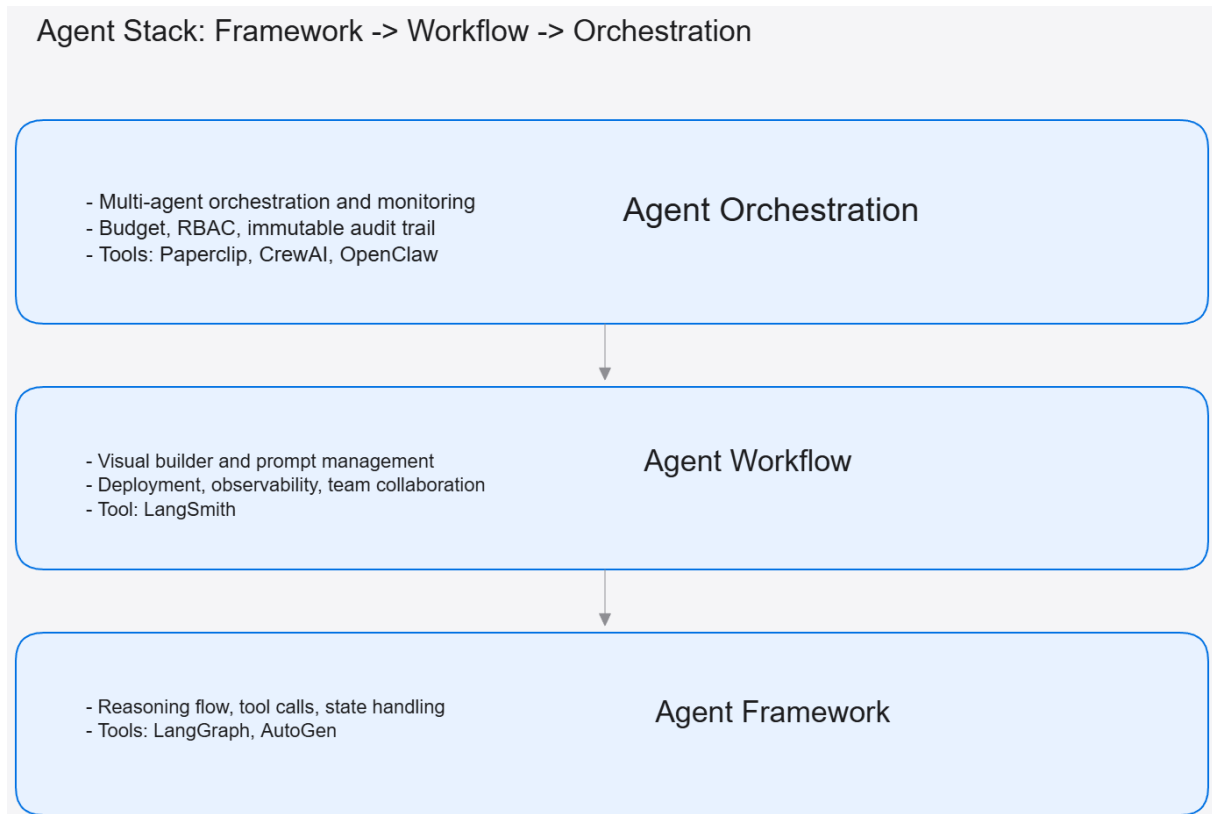 Agent Stack: Framework -> Workflow -> Orchestration
- Multi-agent orchestration and monitoring
- Budget, RBAC, immutable audit trail
- Tools: Paperclip, CrewAI, OpenClaw
Agent Orchestration
- Visual builder and prompt management
- Deployment, observability, team collaboration
- Tool: LangSmith
Agent Workflow
- Reasoning flow, tool calls, state handling
- Tools: LangGraph, AutoGen
Agent Framework